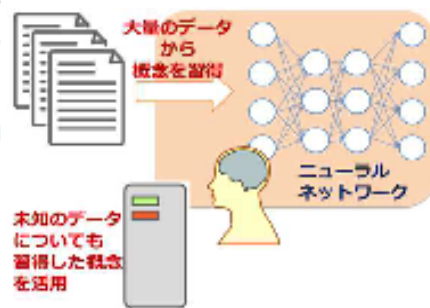 大量のデータ
から
概念を習得
ニューラル
ネットワーク
未知のデータ
についても
習得した概念
を活用